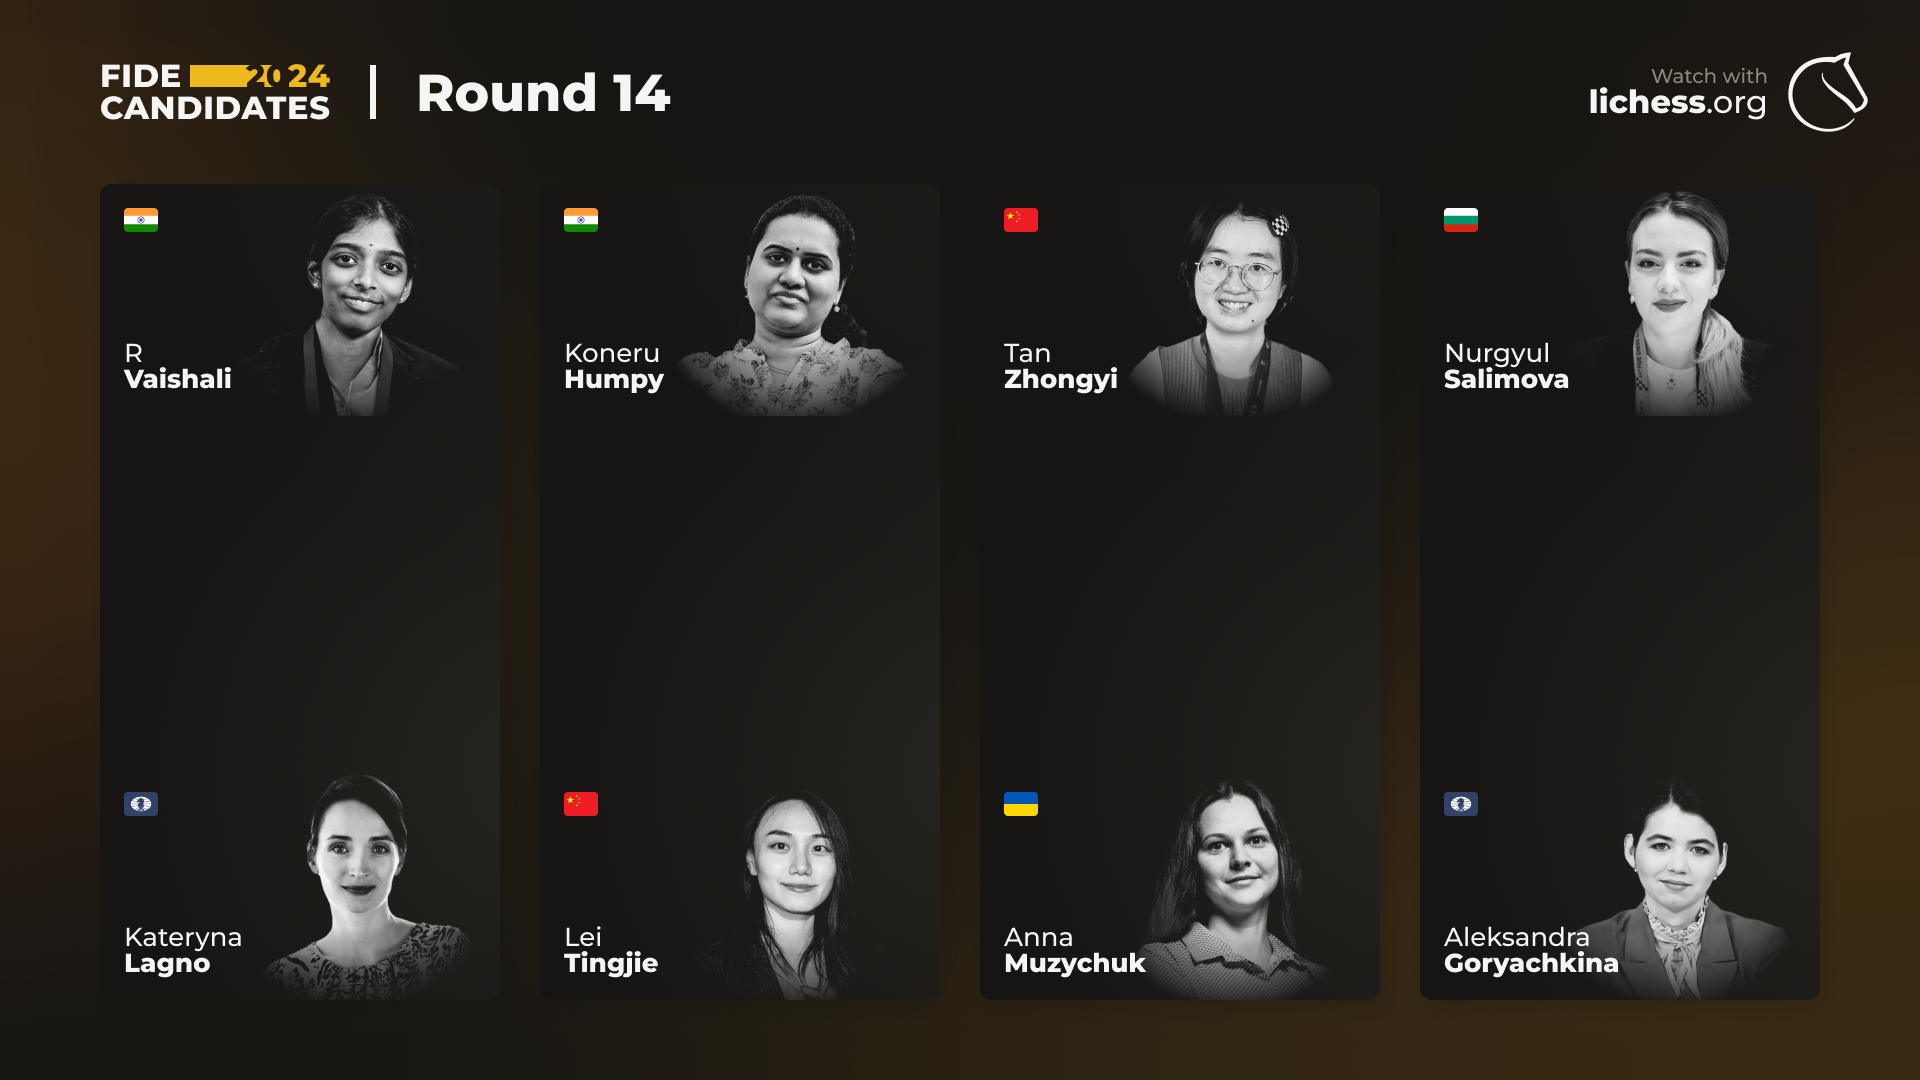 FIDE 2024
CANDIDATES
Round 14
Watch with
lichess.org
R
Vaishali
Koneru
Humpy
Tan
Zhongyi
Nurgyul
Salimova
Kateryna
Lagno
Lei
Tingjie
Anna
Muzychuk
Aleksandra
Goryachkina